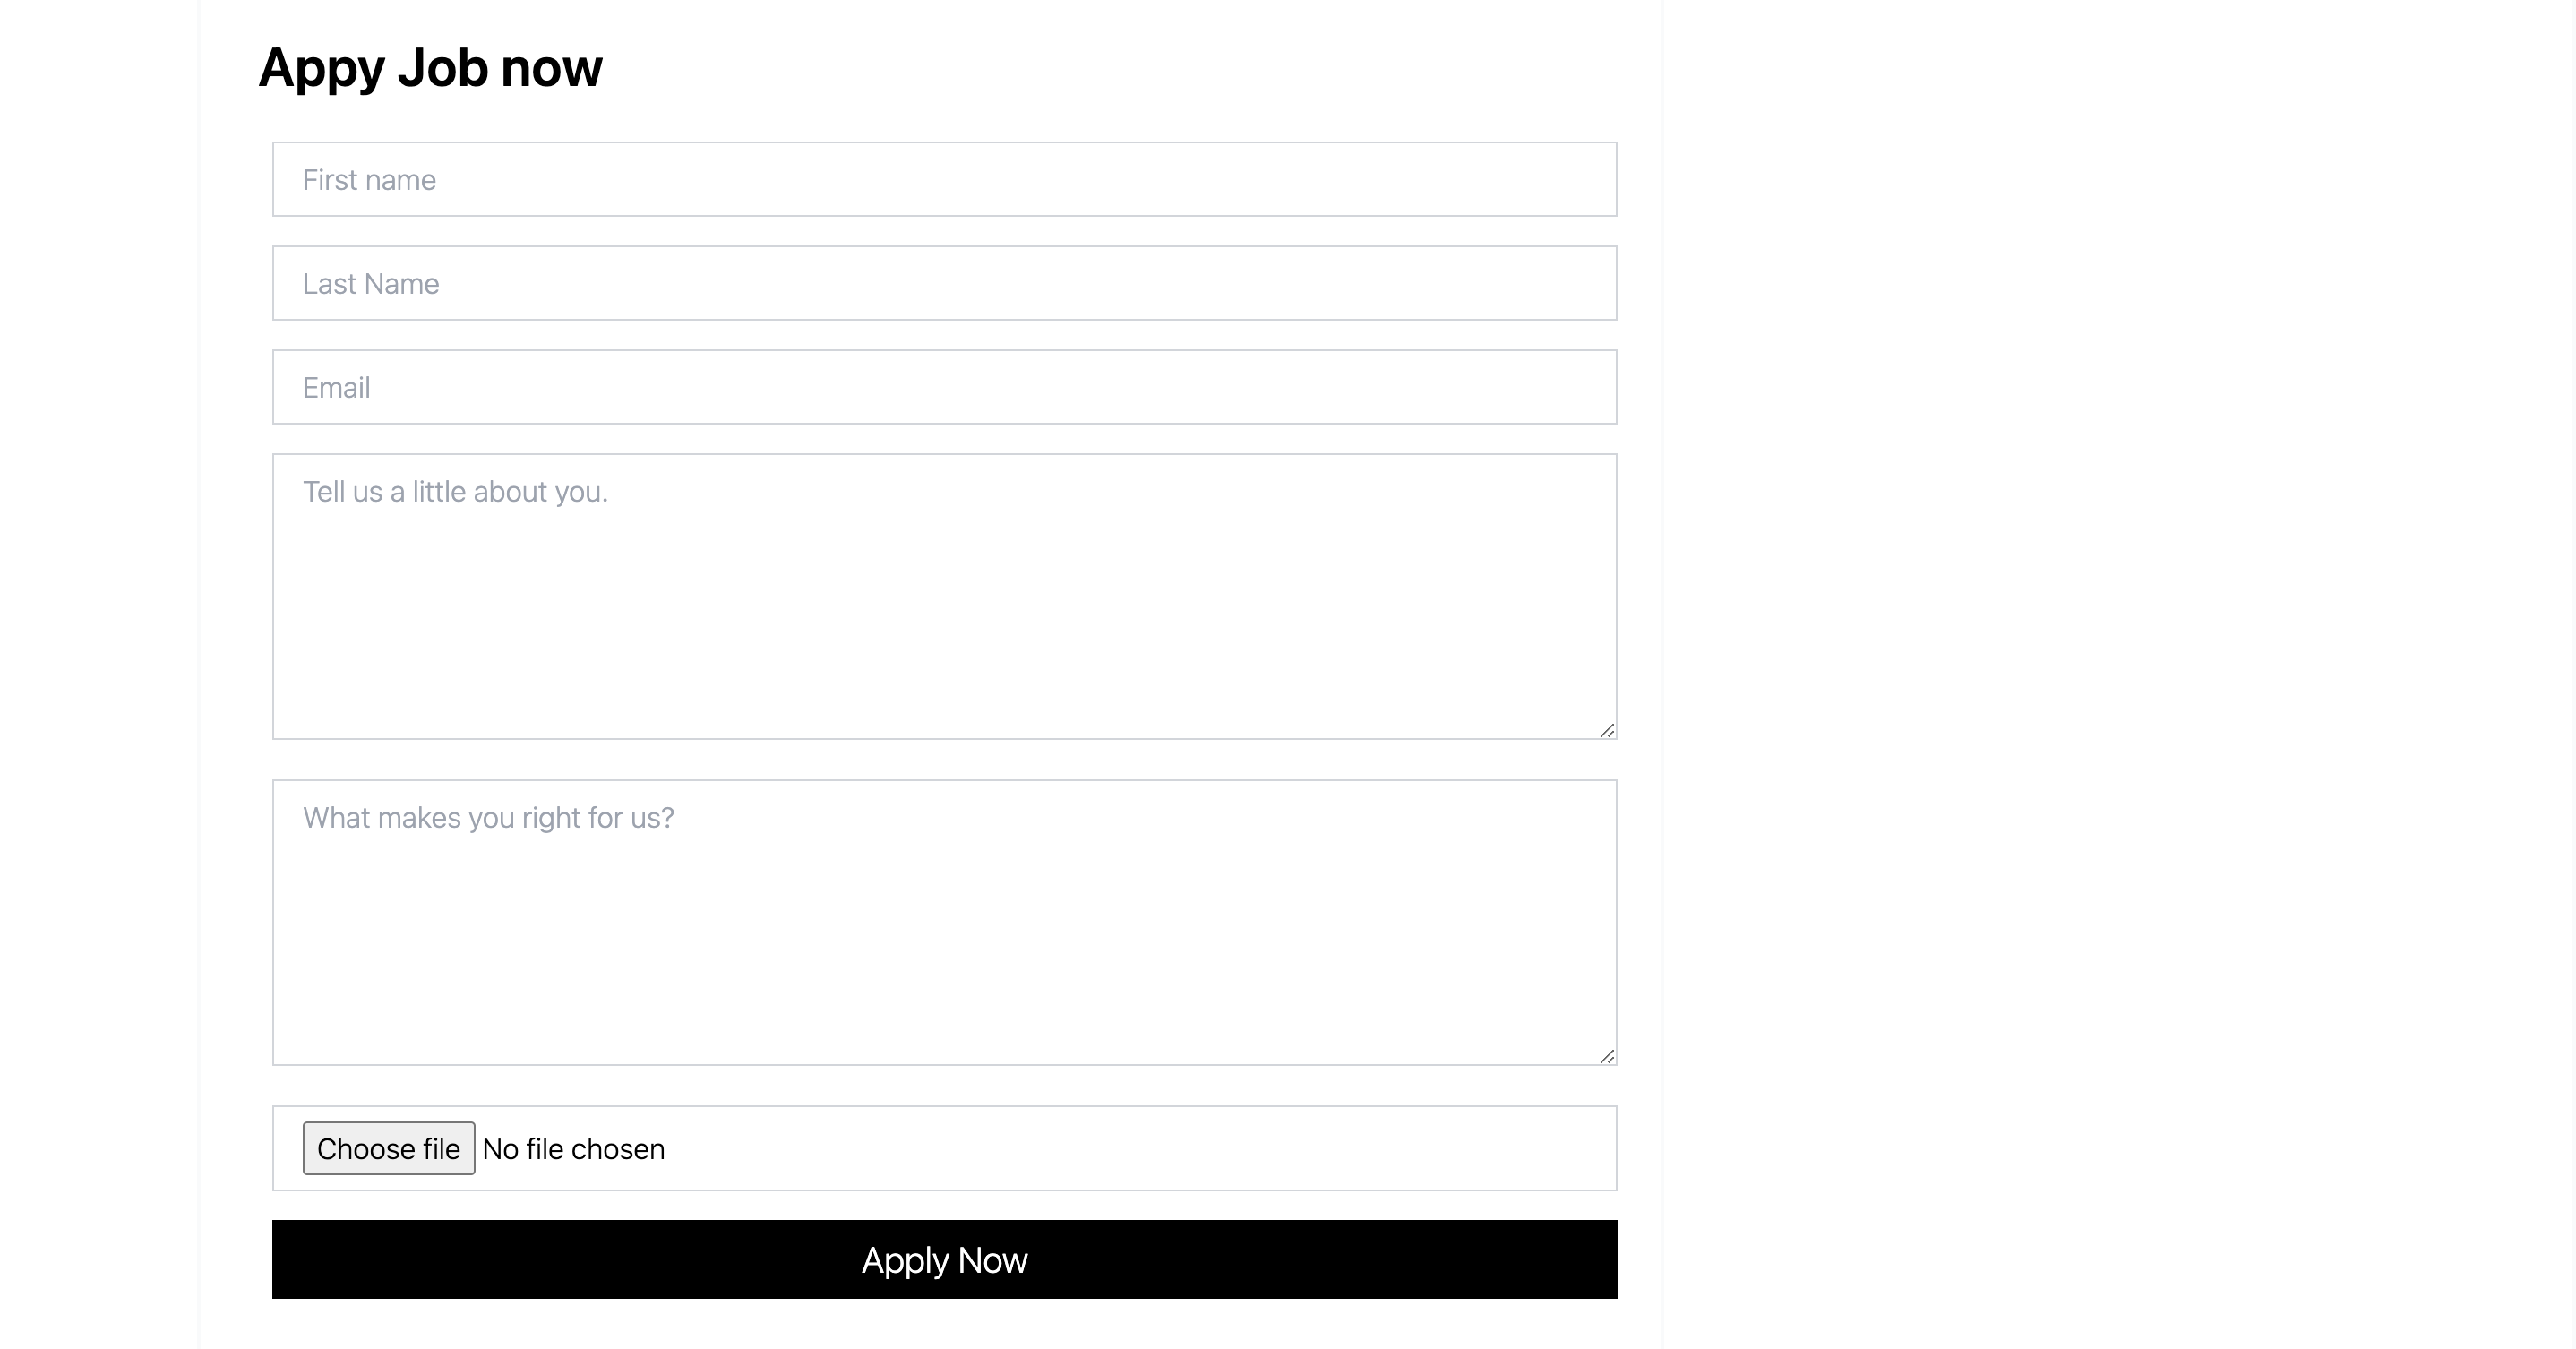 Appy Job now
First name
Last Name
Email
Tell us a little about you.
What makes you right for us?
Choose file No file chosen
Apply Now